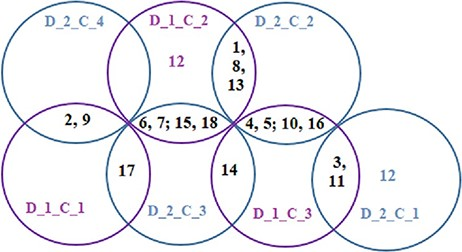 D_2_C_4
D_1_C_2
D_2_C_2
12
1,
8,
13
2, 9
6, 7; 15, 18
4, 5; 10, 16
17
14
3,
11
12
D_1_C_1
D_2_C_3
D_1_C_3
D_2_C_1